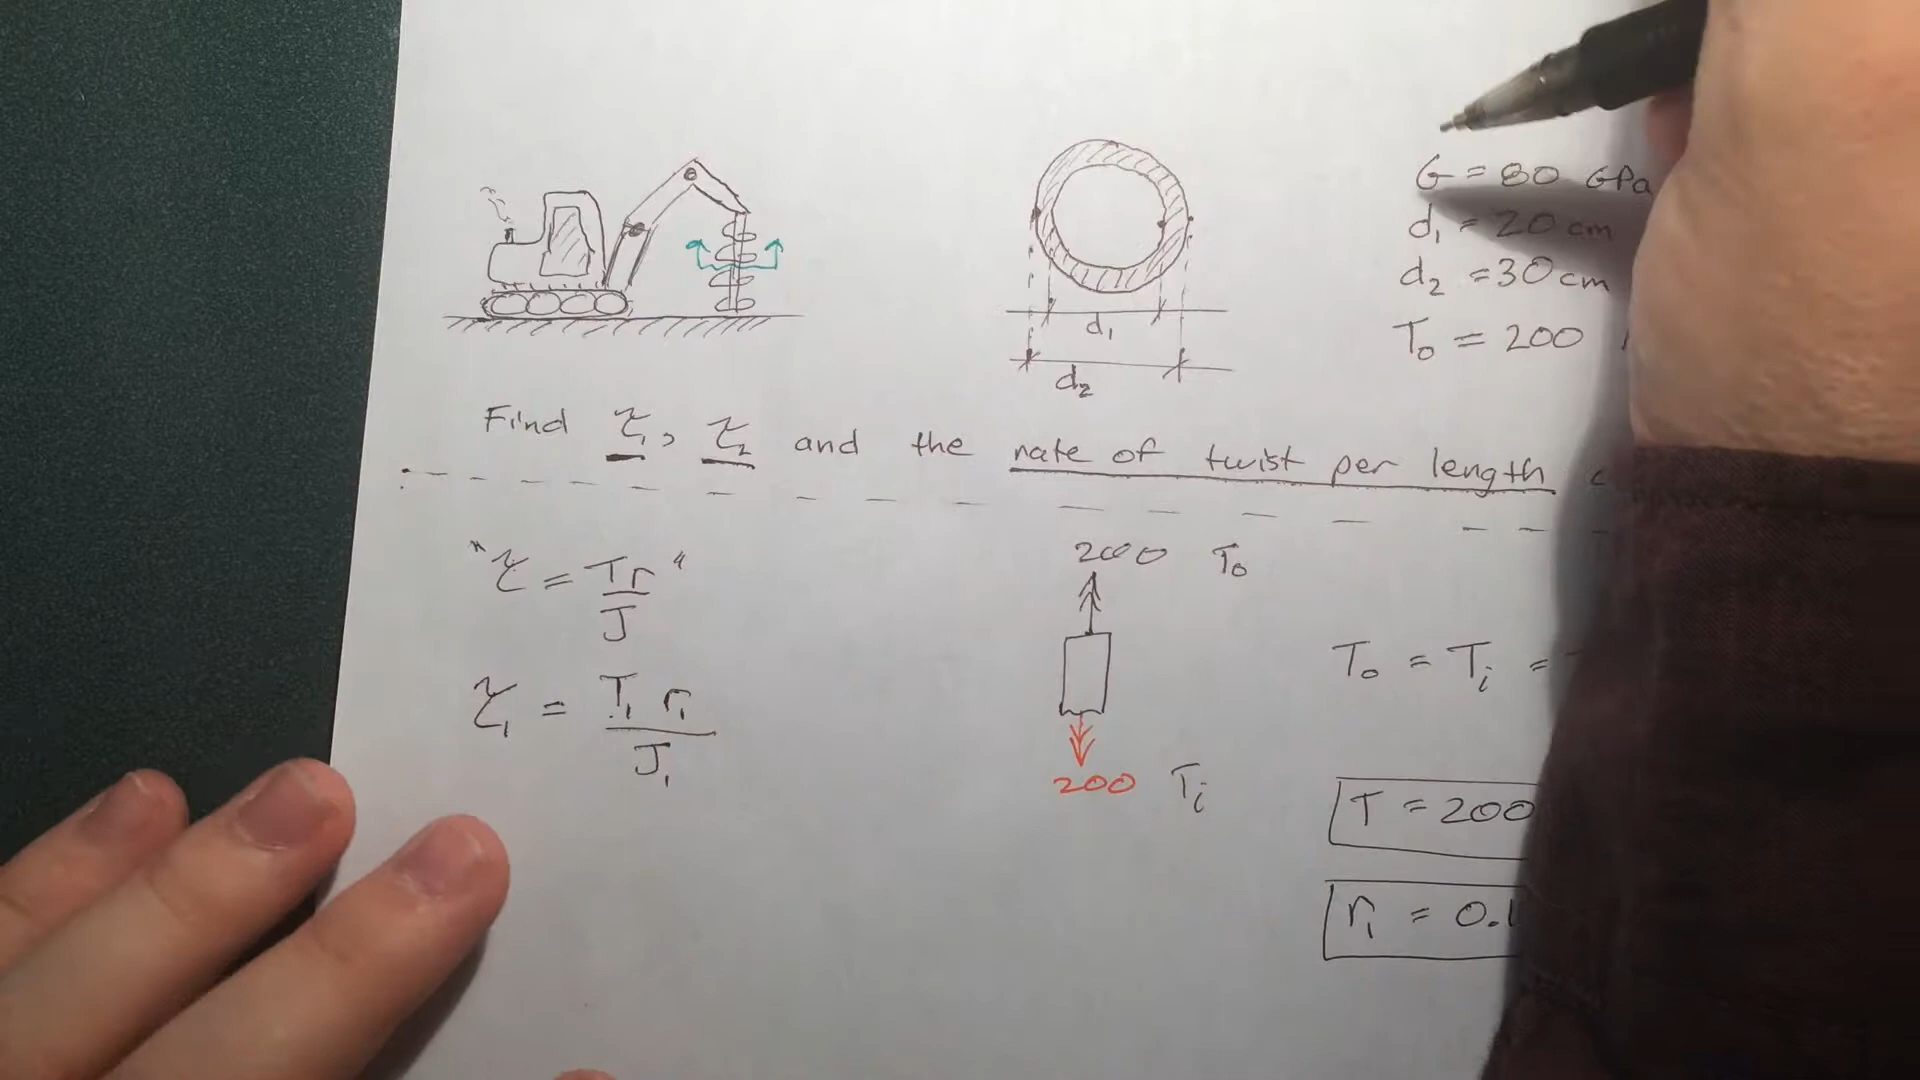 G = 80 GPa
d₁ = 20 cm
d₂ = 30 cm
T₀ = 200
d₁
d₂
Find τ₁, τ₂ and the rate of twist per length
"τ = Tr/J"
τ₁ = T₁ r₁/J₁
200 T₀
200 Tᵢ
T₀ = Tᵢ =
T = 200
r₁ = 0.1